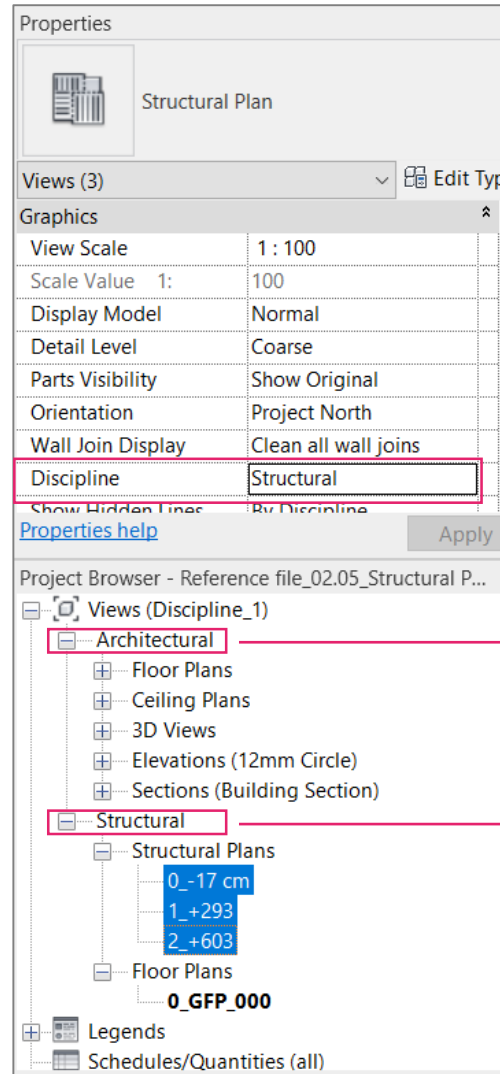 Properties
Structural Plan
Views (3) Edit Typ
Graphics
View Scale 1 : 100
Scale Value 1: 100
Display Model Normal
Detail Level Coarse
Parts Visibility Show Original
Orientation Project North
Wall Join Display Clean all wall joins
Discipline Structural
Show Hidden Lines By Discipline
Properties help Apply
Project Browser - Reference file_02.05_Structural P...
Views (Discipline_1)
Architectural
Floor Plans
Ceiling Plans
3D Views
Elevations (12mm Circle)
Sections (Building Section)
Structural
Structural Plans
0_-17 cm
1_+293
2_+603
Floor Plans
0_GFP_000
Legends
Schedules/Quantities (all)